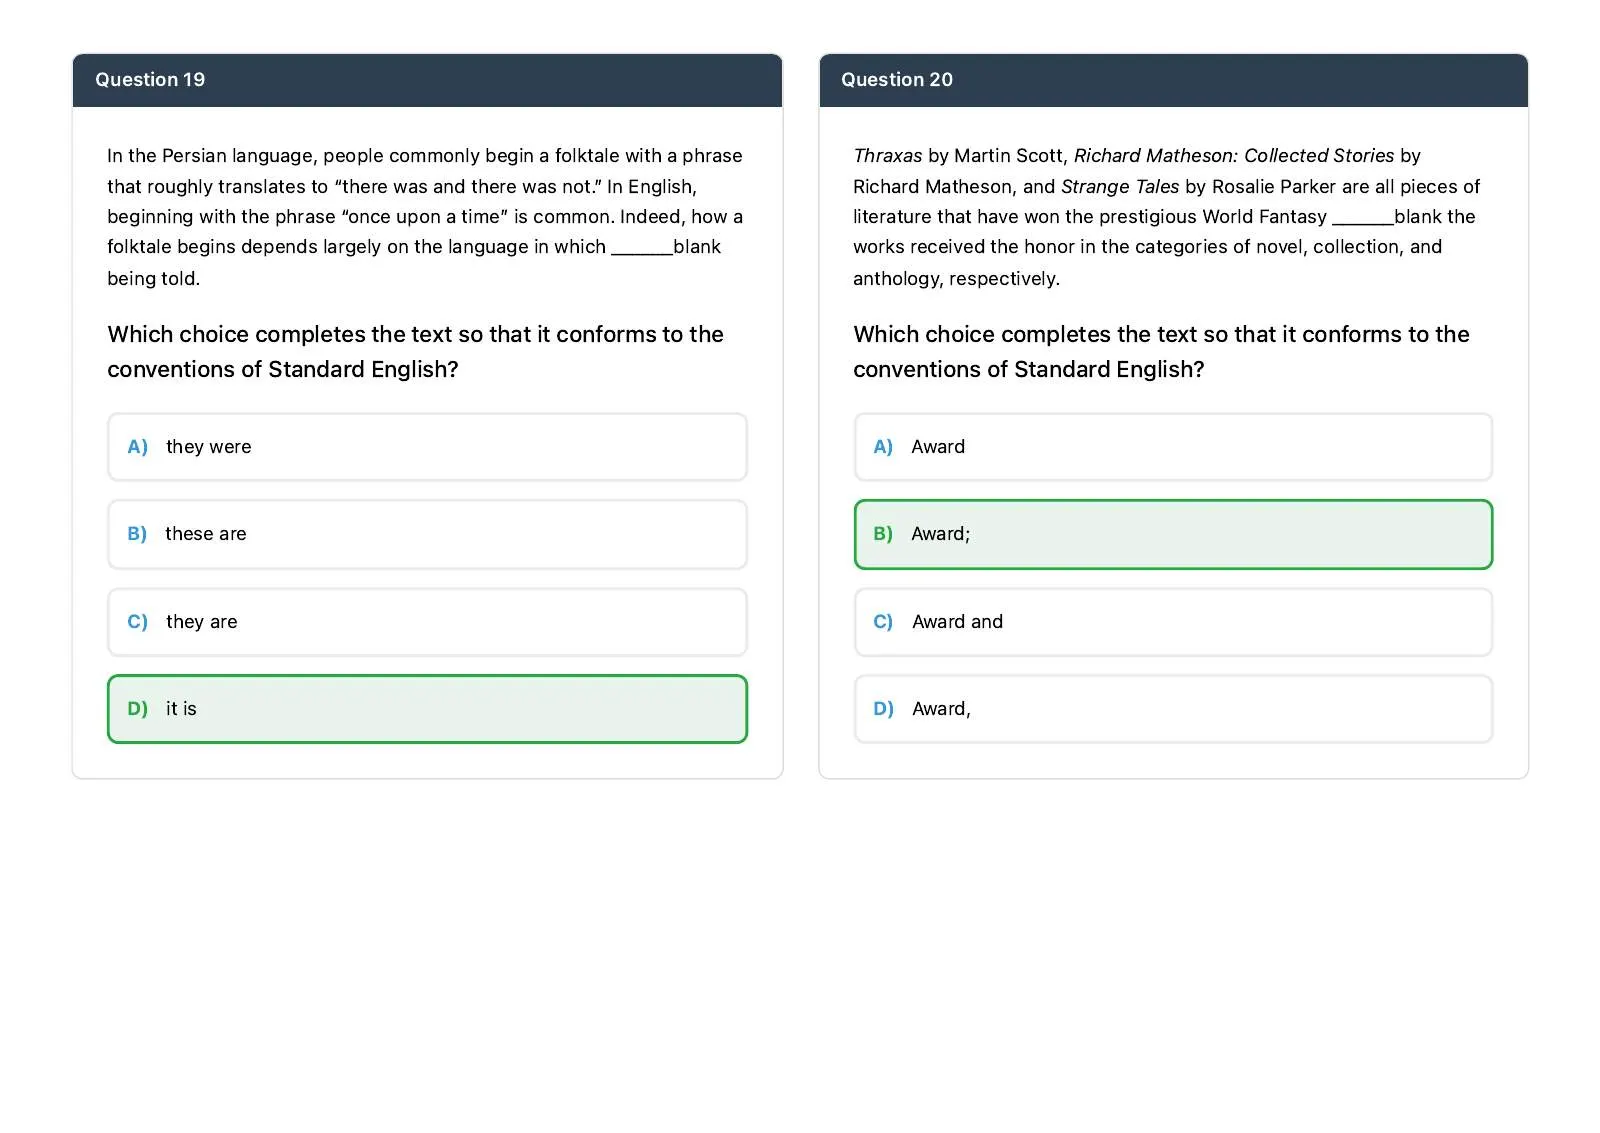 Question 19
In the Persian language, people commonly begin a folktale with a phrase
that roughly translates to “there was and there was not.” In English,
beginning with the phrase “once upon a time” is common. Indeed, how a
folktale begins depends largely on the language in which ______blank
being told.
Which choice completes the text so that it conforms to the
conventions of Standard English?
A) they were
B) these are
C) they are
D) it is
Question 20
Thraxas by Martin Scott, Richard Matheson: Collected Stories by
Richard Matheson, and Strange Tales by Rosalie Parker are all pieces of
literature that have won the prestigious World Fantasy ______blank the
works received the honor in the categories of novel, collection, and
anthology, respectively.
Which choice completes the text so that it conforms to the
conventions of Standard English?
A) Award
B) Award;
C) Award and
D) Award,